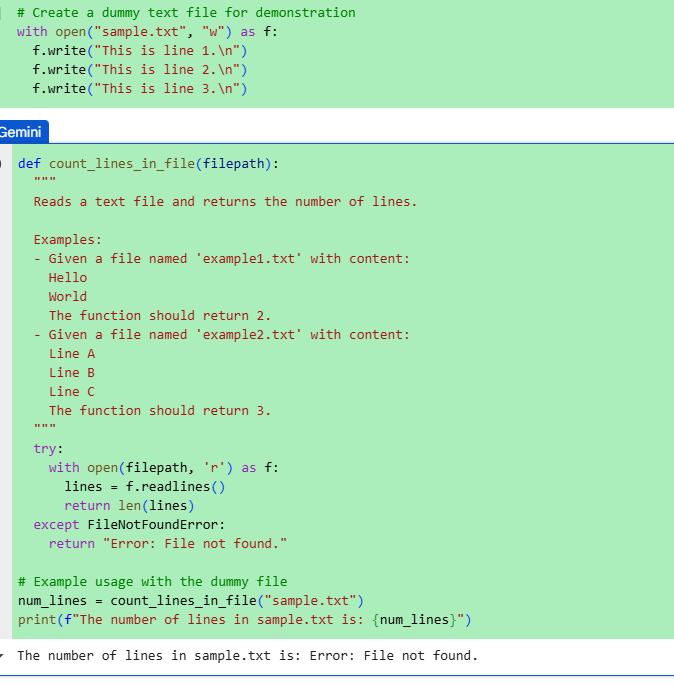 # Create a dummy text file for demonstration
with open("sample.txt", "w") as f:
  f.write("This is line 1.\n")
  f.write("This is line 2.\n")
  f.write("This is line 3.\n")
Gemini
def count_lines_in_file(filepath):
  """
  Reads a text file and returns the number of lines.

  Examples:
  - Given a file named 'example1.txt' with content:
    Hello
    World
    The function should return 2.
  - Given a file named 'example2.txt' with content:
    Line A
    Line B
    Line C
    The function should return 3.
  """
  try:
    with open(filepath, 'r') as f:
      lines = f.readlines()
      return len(lines)
  except FileNotFoundError:
    return "Error: File not found."

# Example usage with the dummy file
num_lines = count_lines_in_file("sample.txt")
print(f"The number of lines in sample.txt is: {num_lines}")
The number of lines in sample.txt is: Error: File not found.